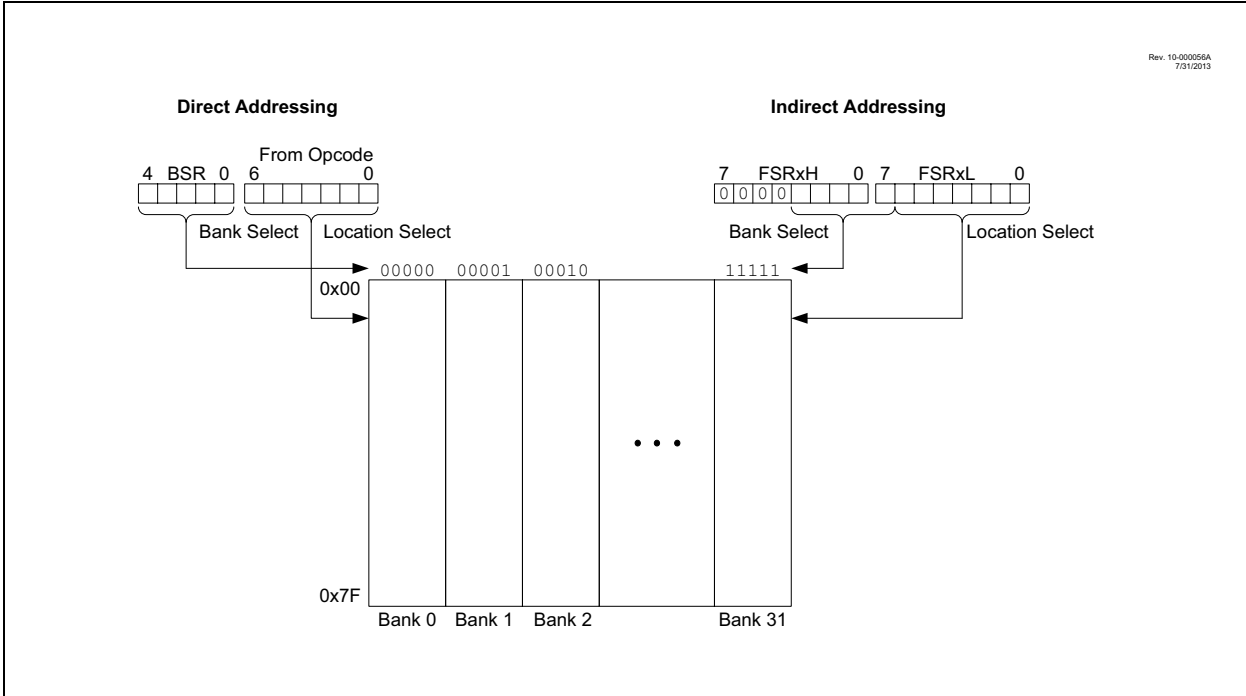 Rev. 10-000056A
7/31/2013
Direct Addressing
Indirect Addressing
From Opcode
4 BSR 0 6 0
7 FSRxH 0 7 FSRxL 0
0 0 0 0
Bank Select Location Select
Bank Select Location Select
00000 00001 00010 11111
0x00
0x7F
Bank 0 Bank 1 Bank 2 Bank 31